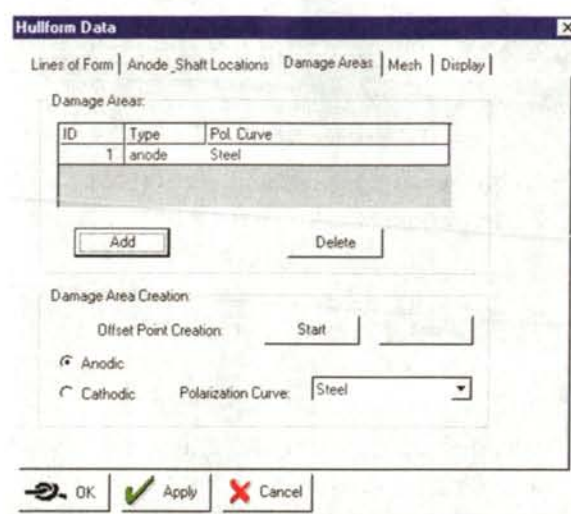 Hullform Data
Lines of Form | Anode_Shaft Locations | Damage Areas | Mesh | Display
Damage Areas:
ID Type Pol. Curve
1 anode Steel
Add Delete
Damage Area Creation:
Offset Point Creation: Start
Anodic
Cathodic Polarization Curve: Steel
OK Apply Cancel